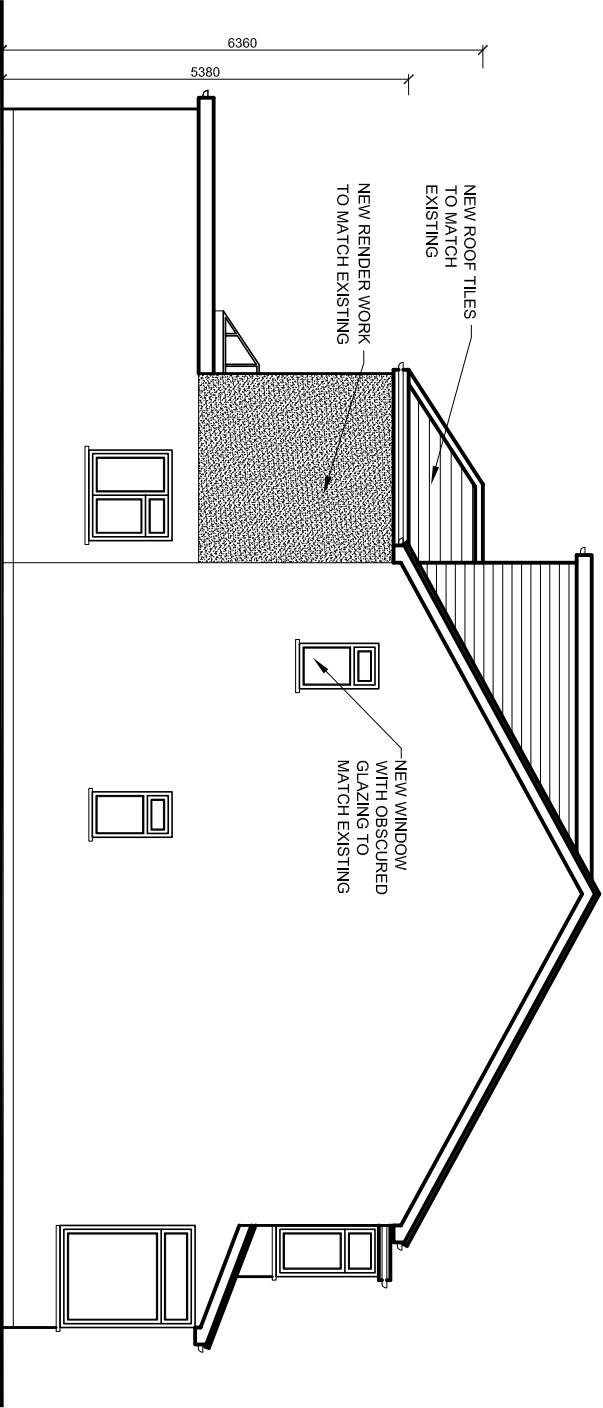 6360
5380
NEW ROOF TILES
TO MATCH
EXISTING
NEW RENDER WORK
TO MATCH EXISTING
NEW WINDOW
WITH OBSCURED
GLAZING TO
MATCH EXISTING